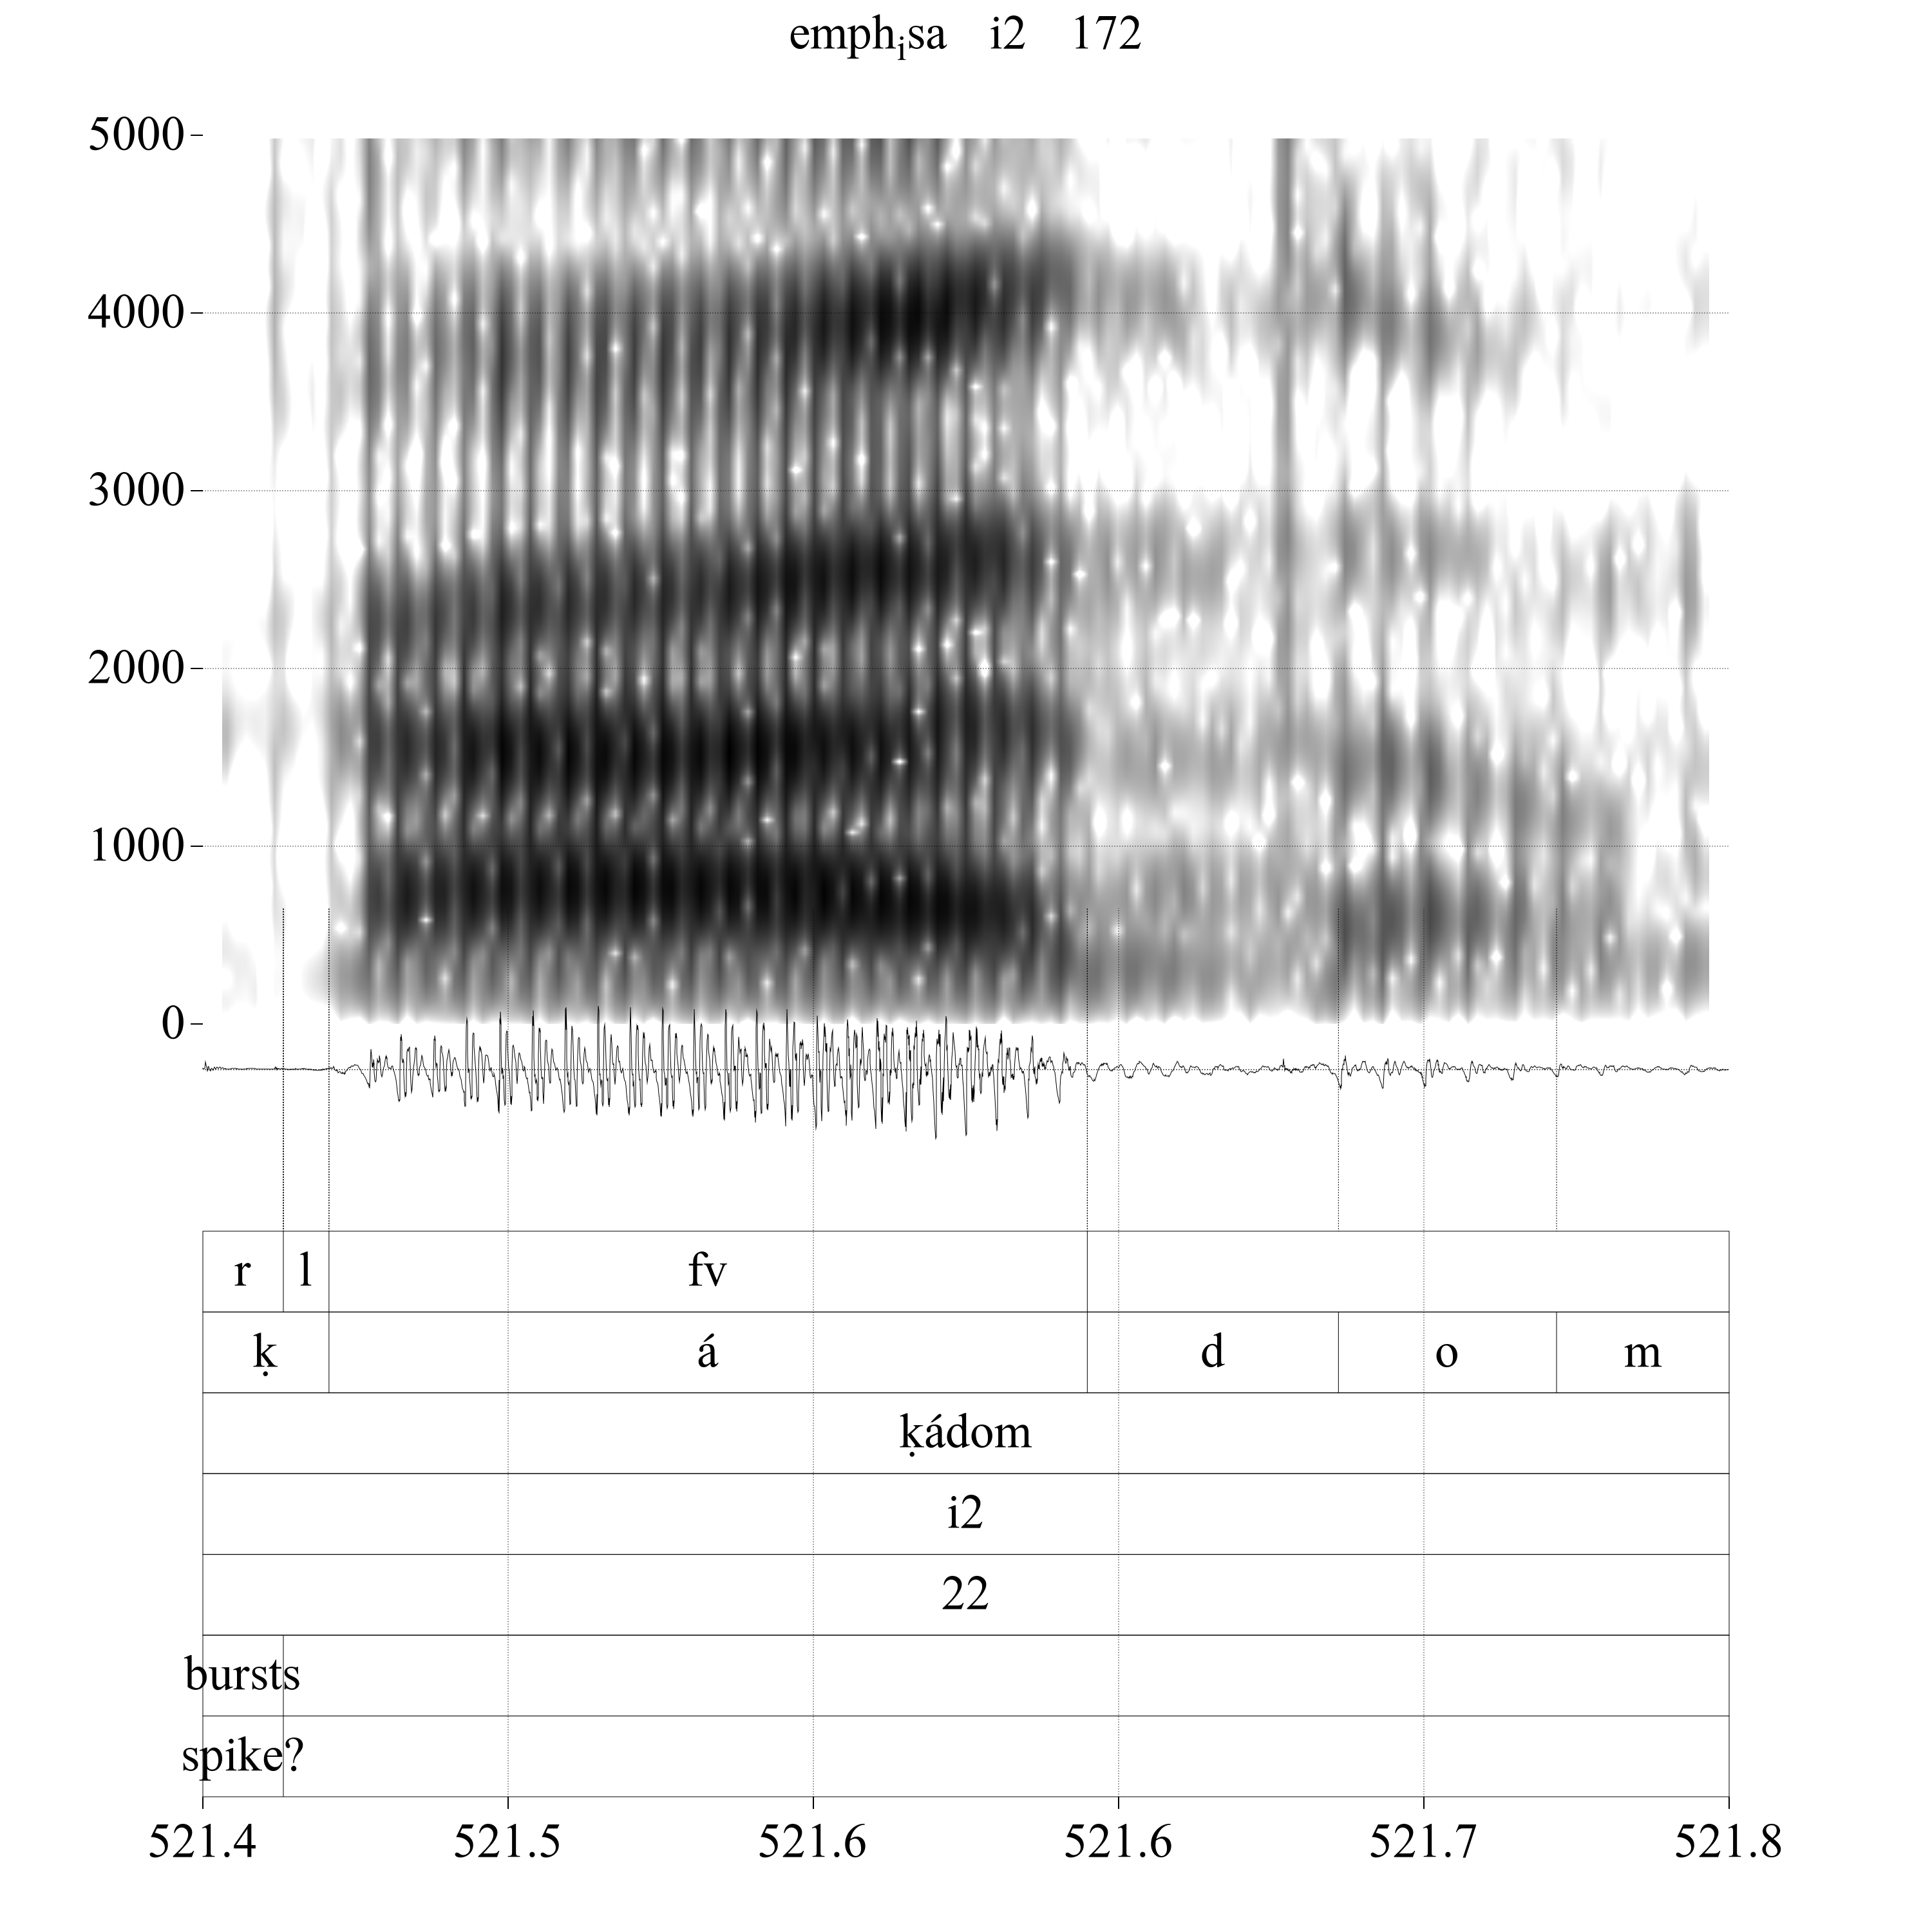 emphᵢsa i2 172
5000
4000
3000
2000
1000
0
r l fv
ḳ á d o m
ḳádom
i2
22
bursts
spike?
521.4 521.5 521.6 521.6 521.7 521.8